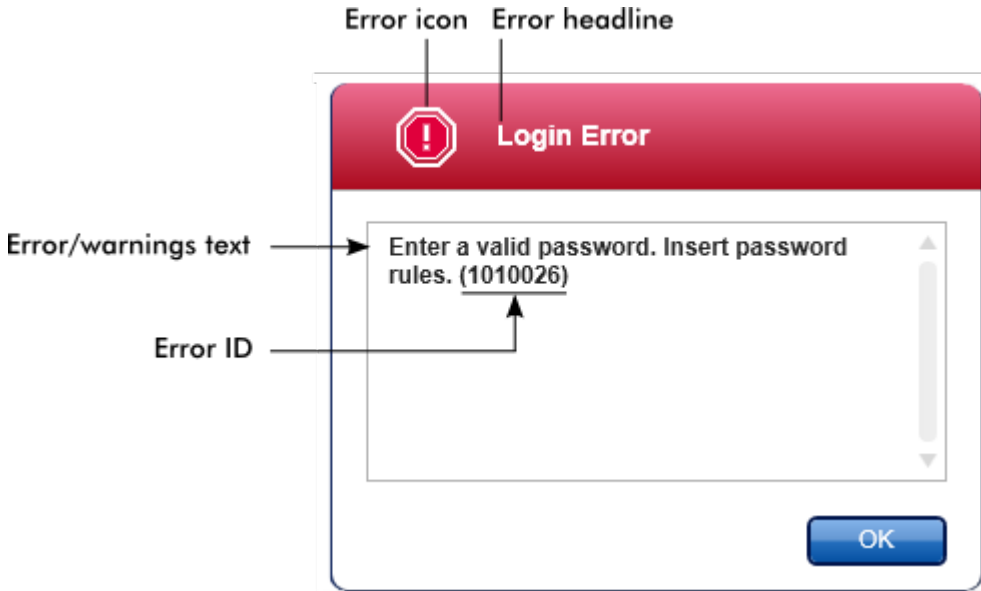 Error icon Error headline
Login Error
Error/warnings text
Enter a valid password. Insert password
rules. (1010026)
Error ID
OK